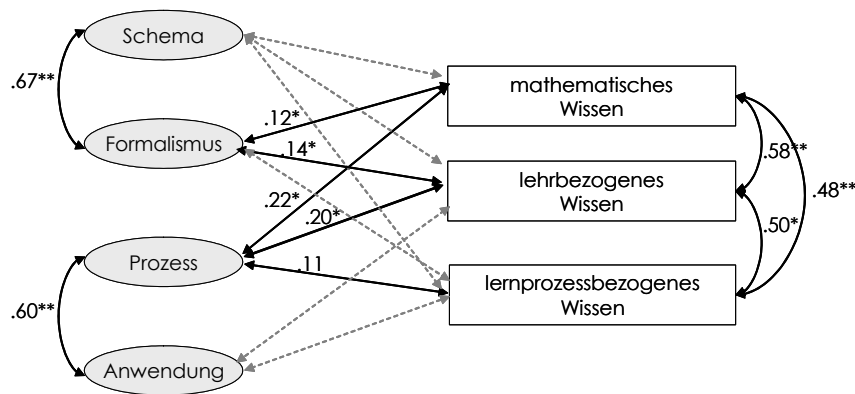 Schema
.67**
Formalismus
Prozess
.60**
Anwendung
.12*
.14*
.22*
.20*
.11
mathematisches
Wissen
lehrbezogenes
Wissen
lernprozessbezogenes
Wissen
.58**
.48**
.50*